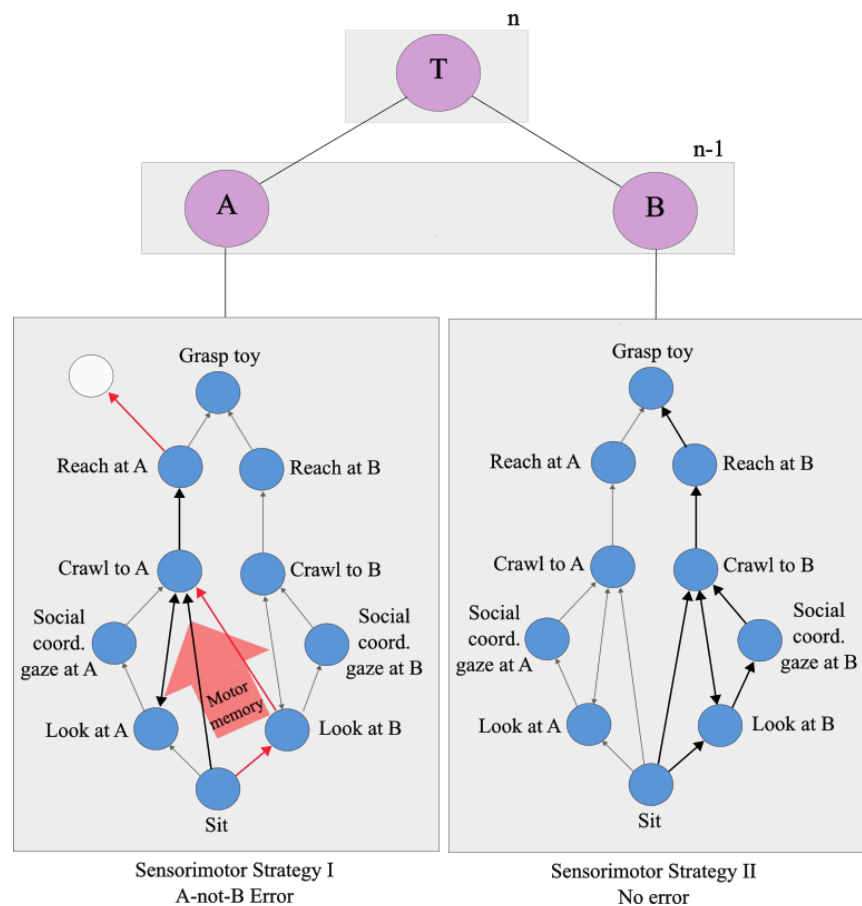 n
T
n-1
A
B
Grasp toy
Reach at A
Reach at B
Crawl to A
Crawl to B
Social
coord.
gaze at A
Social
coord.
gaze at B
Motor
memory
Look at A
Look at B
Sit
Sensorimotor Strategy I
A-not-B Error
Grasp toy
Reach at A
Reach at B
Crawl to A
Crawl to B
Social
coord.
gaze at A
Social
coord.
gaze at B
Look at A
Look at B
Sit
Sensorimotor Strategy II
No error